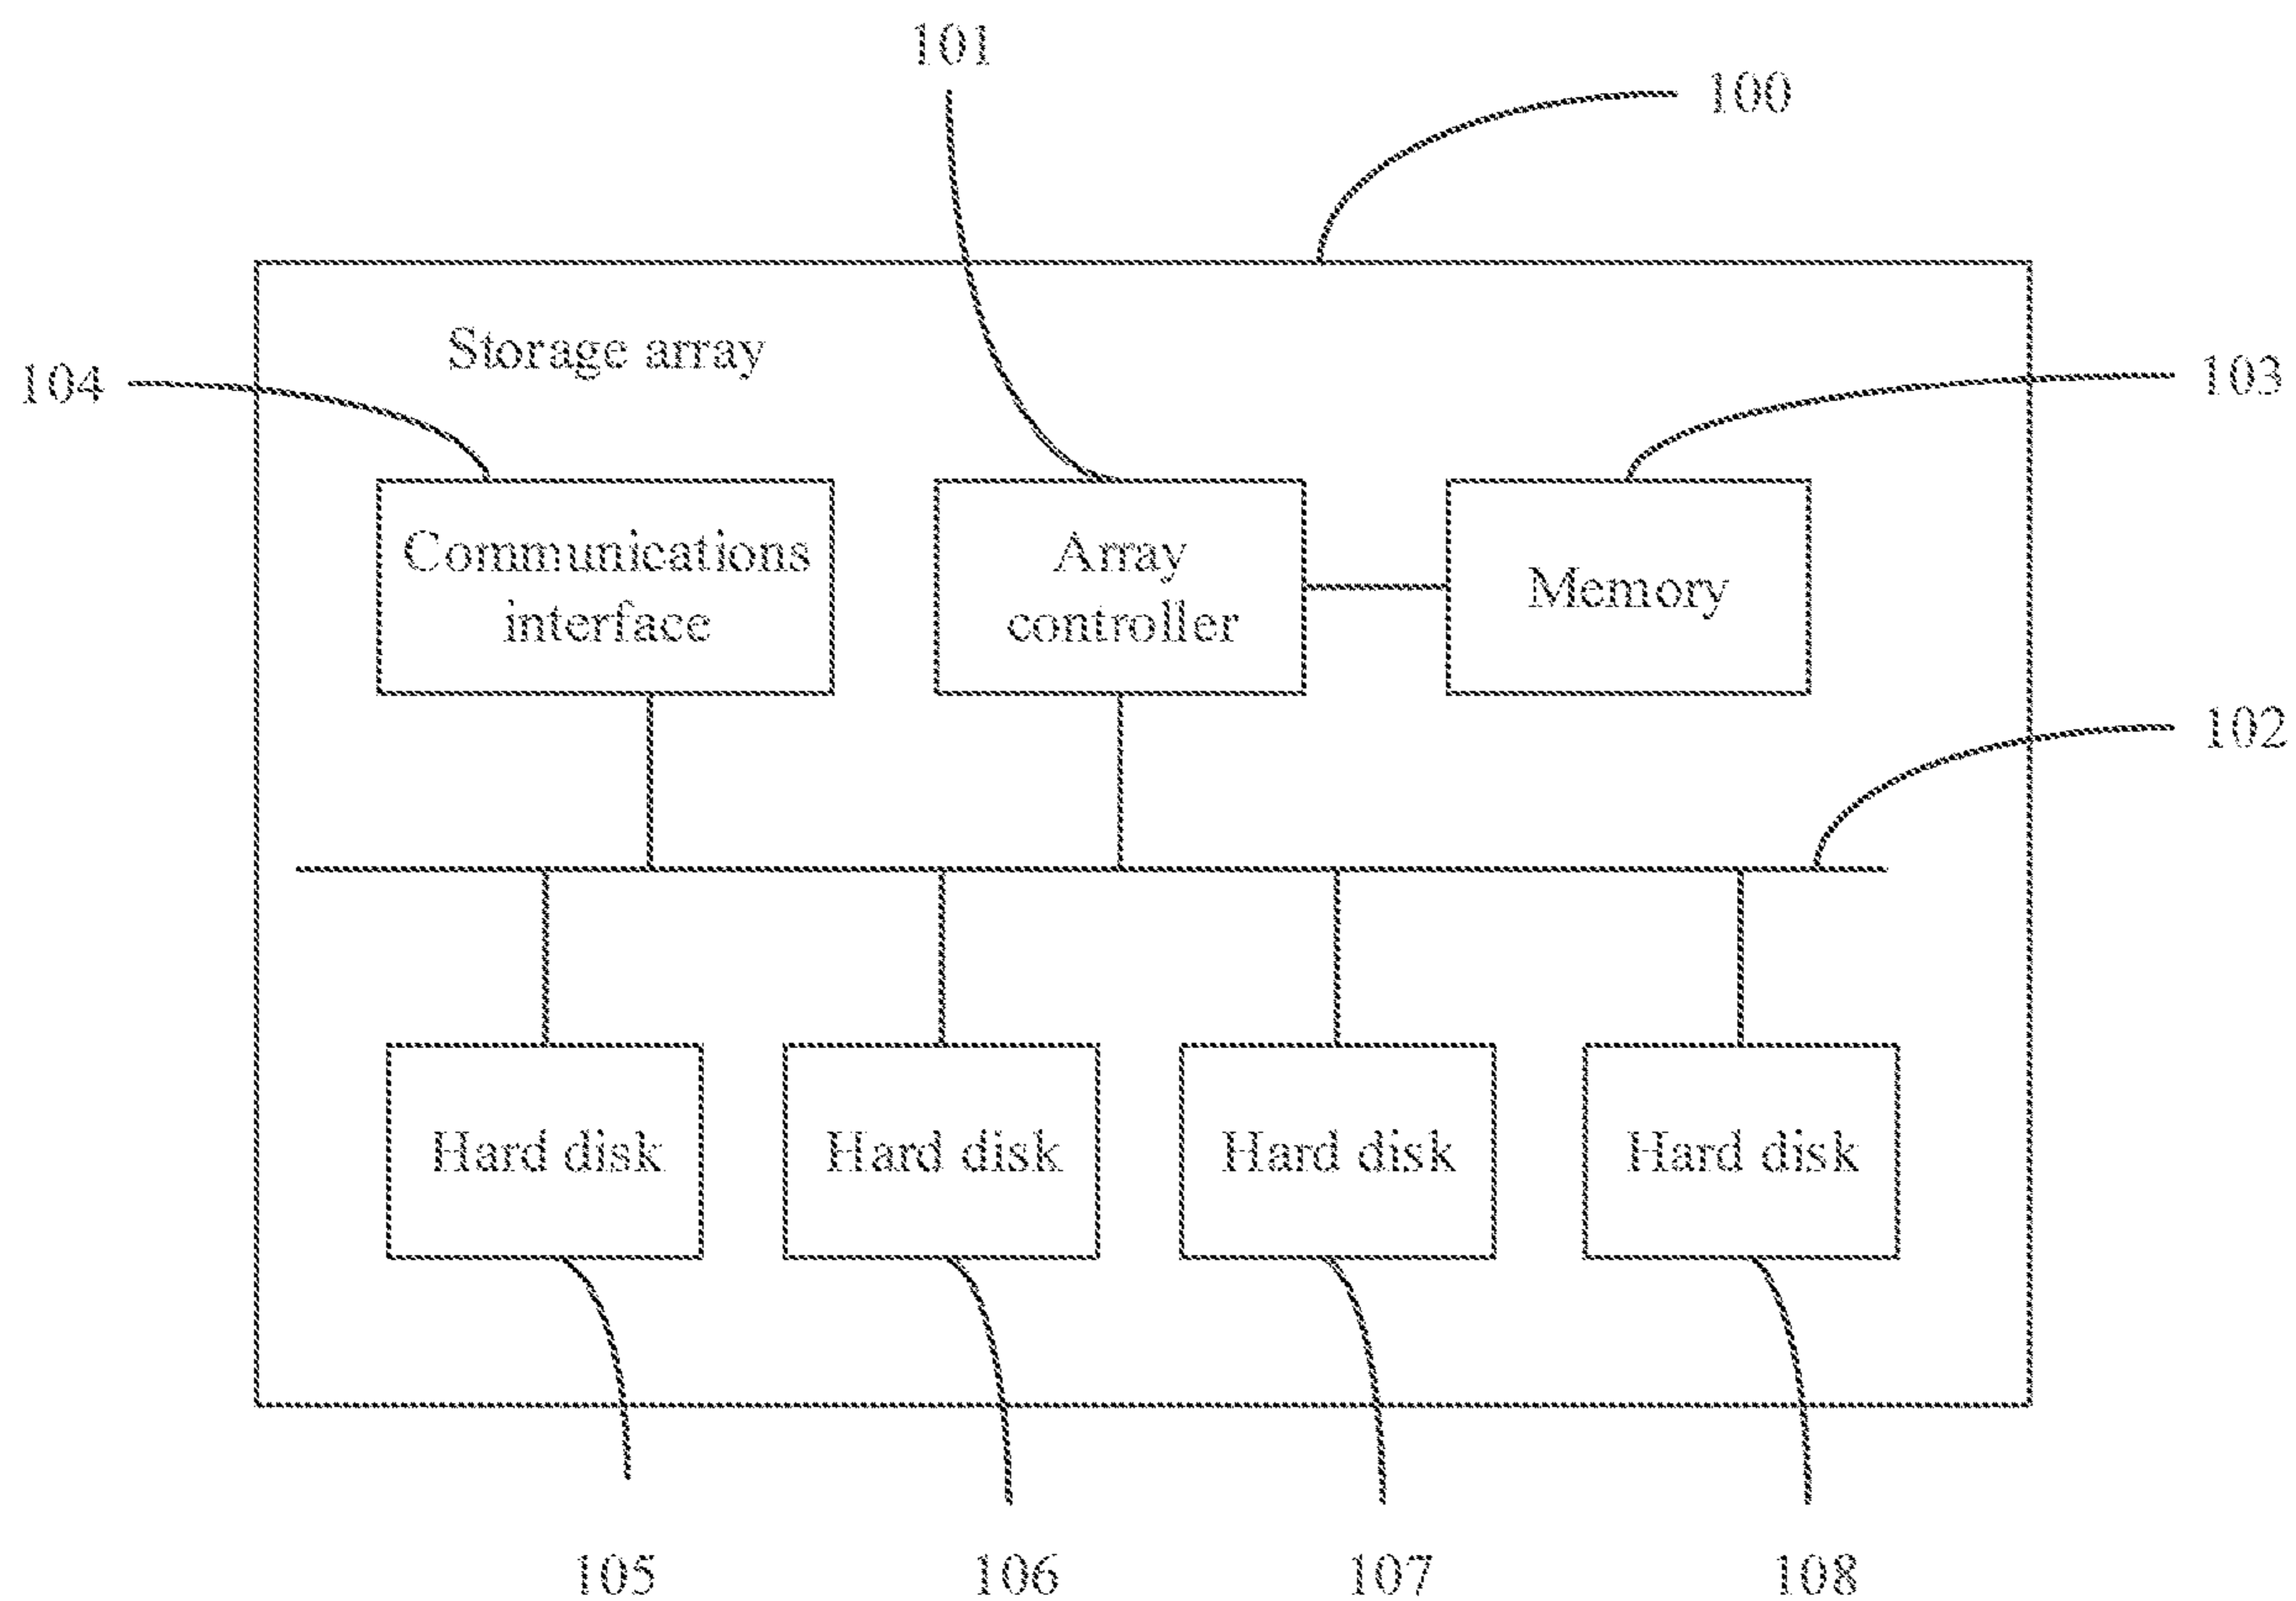 101
100
Storage array
104
103
Communications
interface
Array
controller
Memory
102
Hard disk
Hard disk
Hard disk
Hard disk
105
106
107
108